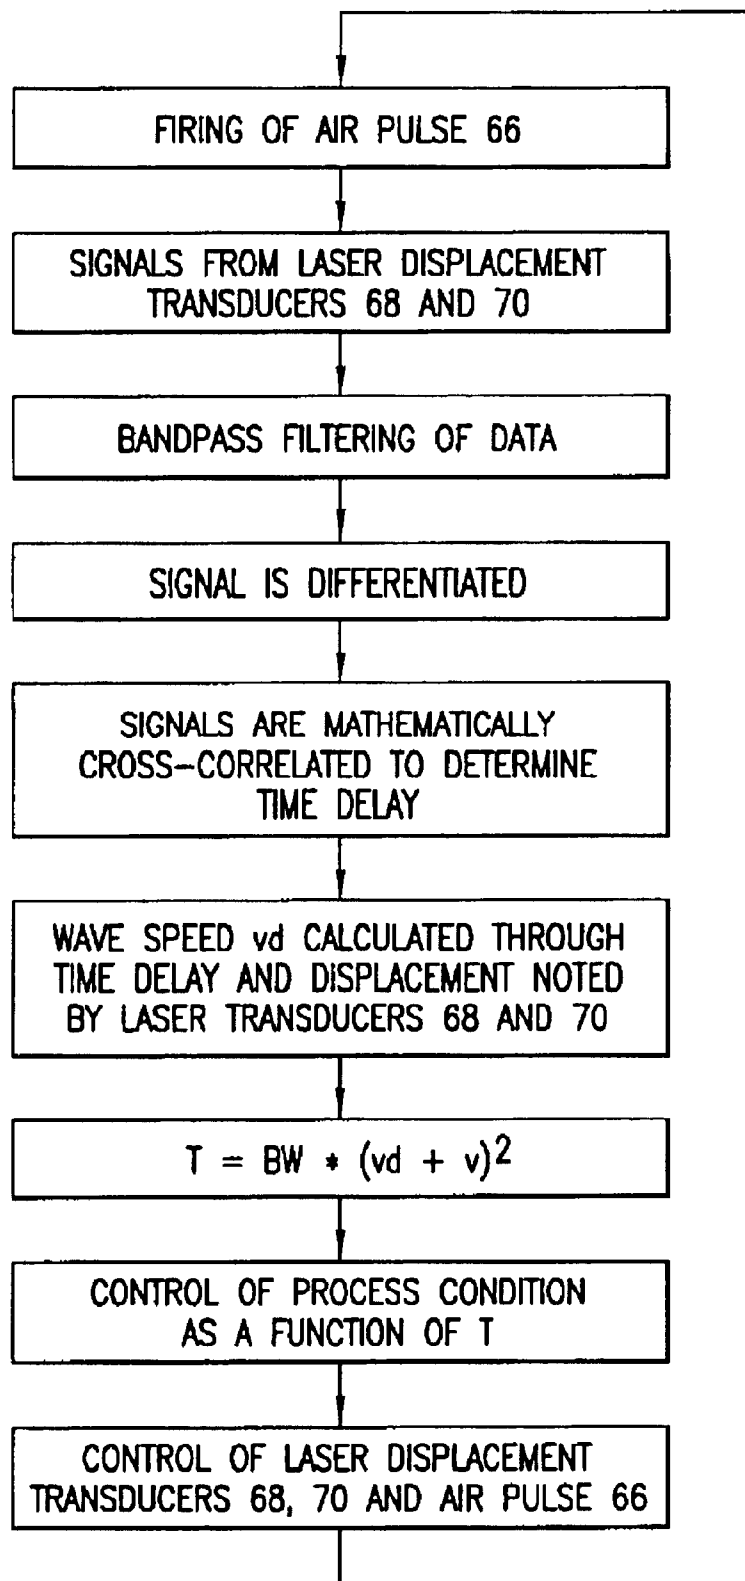 FIRING OF AIR PULSE 66
SIGNALS FROM LASER DISPLACEMENT
TRANSDUCERS 68 AND 70
BANDPASS FILTERING OF DATA
SIGNAL IS DIFFERENTIATED
SIGNALS ARE MATHEMATICALLY
CROSS-CORRELATED TO DETERMINE
TIME DELAY
WAVE SPEED vd CALCULATED THROUGH
TIME DELAY AND DISPLACEMENT NOTED
BY LASER TRANSDUCERS 68 AND 70
T = BW * (vd + v)²
CONTROL OF PROCESS CONDITION
AS A FUNCTION OF T
CONTROL OF LASER DISPLACEMENT
TRANSDUCERS 68, 70 AND AIR PULSE 66